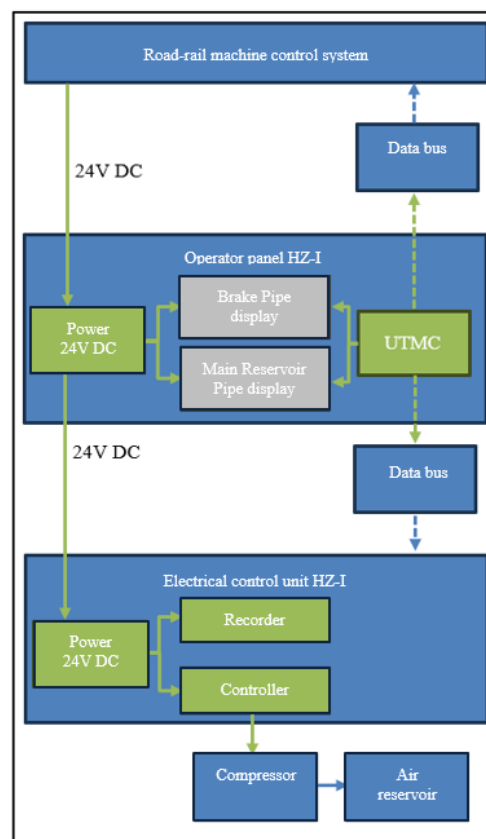 Road-rail machine control system
Data bus
24V DC
Operator panel HZ-I
Brake Pipe
display
Power
24V DC
UTMC
Main Reservoir
Pipe display
24V DC
Data bus
Electrical control unit HZ-I
Recorder
Power
24V DC
Controller
Compressor
Air
reservoir